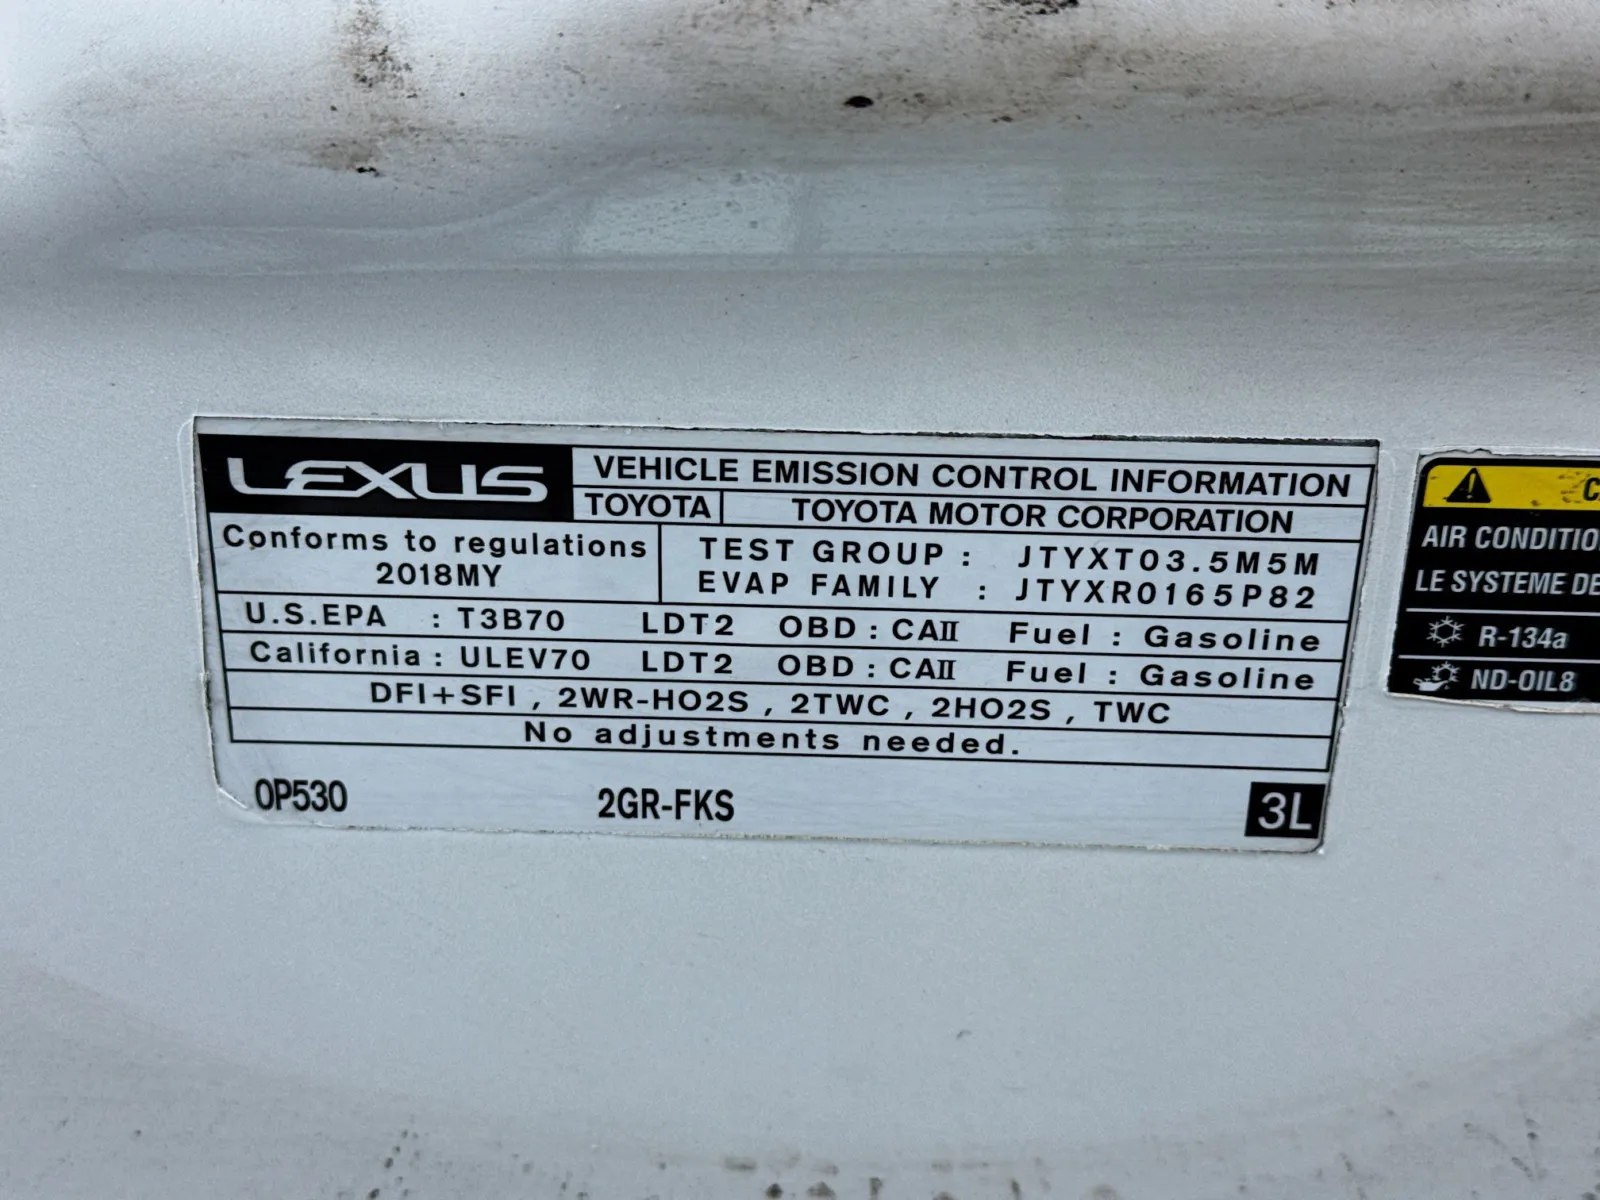 LEXUS
VEHICLE EMISSION CONTROL INFORMATION
TOYOTA TOYOTA MOTOR CORPORATION
Conforms to regulations
2018MY
TEST GROUP : JTYXT03.5M5M
EVAP FAMILY : JTYXR0165P82
U.S.EPA : T3B70 LDT2 OBD : CAII Fuel : Gasoline
California : ULEV70 LDT2 OBD : CAII Fuel : Gasoline
DFI+SFI , 2WR-HO2S , 2TWC , 2HO2S , TWC
No adjustments needed.
0P530 2GR-FKS 3L
AIR CONDITIO
LE SYSTEME DE
R-134a
ND-OIL8